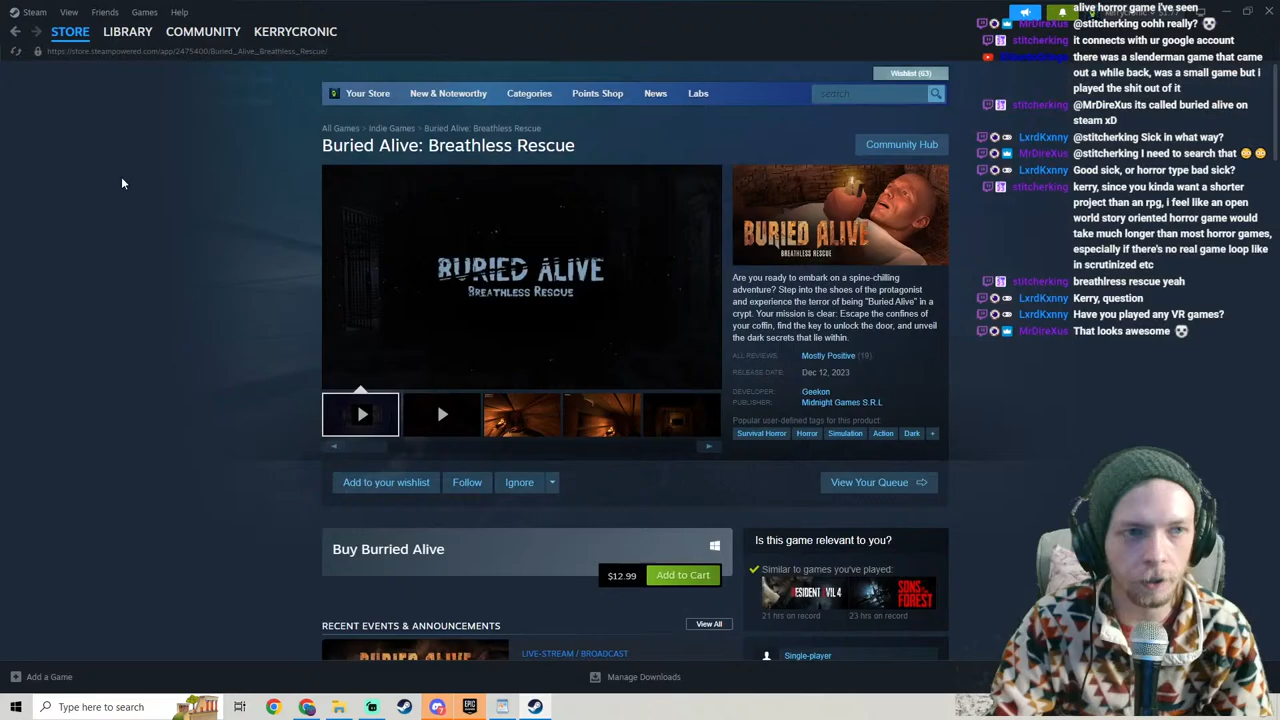 Steam View Friends Games Help
STORE LIBRARY COMMUNITY KERRYCRONIC
https://store.steampowered.com/app/2475400/Buried_Alive_Breathless_Rescue/
Wishlist (63)
Your Store New & Noteworthy Categories Points Shop News Labs search
All Games > Indie Games > Buried Alive: Breathless Rescue
Buried Alive: Breathless Rescue
Community Hub
BURIED ALIVE
BREATHLESS RESCUE
BURIED ALIVE
BREATHLESS RESCUE
Are you ready to embark on a spine-chilling
adventure? Step into the shoes of the protagonist
and experience the terror of being "Buried Alive" in a
crypt. Your mission is clear: Escape the confines of
your coffin, find the key to unlock the door, and unveil
the dark secrets that lie within.
ALL REVIEWS: Mostly Positive (19)
RELEASE DATE: Dec 12, 2023
DEVELOPER: Geekon
PUBLISHER: Midnight Games S.R.L
Popular user-defined tags for this product:
Survival Horror Horror Simulation Action Dark +
Add to your wishlist Follow Ignore View Your Queue
Buy Burried Alive
$12.99 Add to Cart
Is this game relevant to you?
Similar to games you've played:
RESIDENT EVIL 4 SONS OF THE FOREST
21 hrs on record 23 hrs on record
Single-player
RECENT EVENTS & ANNOUNCEMENTS View All
BURIED ALIVE
LIVE-STREAM / BROADCAST
Add a Game Manage Downloads
Type here to search
EPIC
alive horror game i've seen
MrDireXus @stitcherking oohh really?
stitcherking it connects with ur google account
there was a slenderman game that came
out a while back, was a small game but i
played the shit out of it
stitcherking @MrDireXus its called buried alive on
steam xD
LxrdKxnny @stitcherking Sick in what way?
MrDireXus @stitcherking I need to search that
LxrdKxnny Good sick, or horror type bad sick?
stitcherking kerry, since you kinda want a shorter
project than an rpg, i feel like an open
world story oriented horror game would
take much longer than most horror games,
especially if there's no real game loop like
in scrutinized etc
stitcherking breathlress rescue yeah
LxrdKxnny Kerry, question
LxrdKxnny Have you played any VR games?
MrDireXus That looks awesome